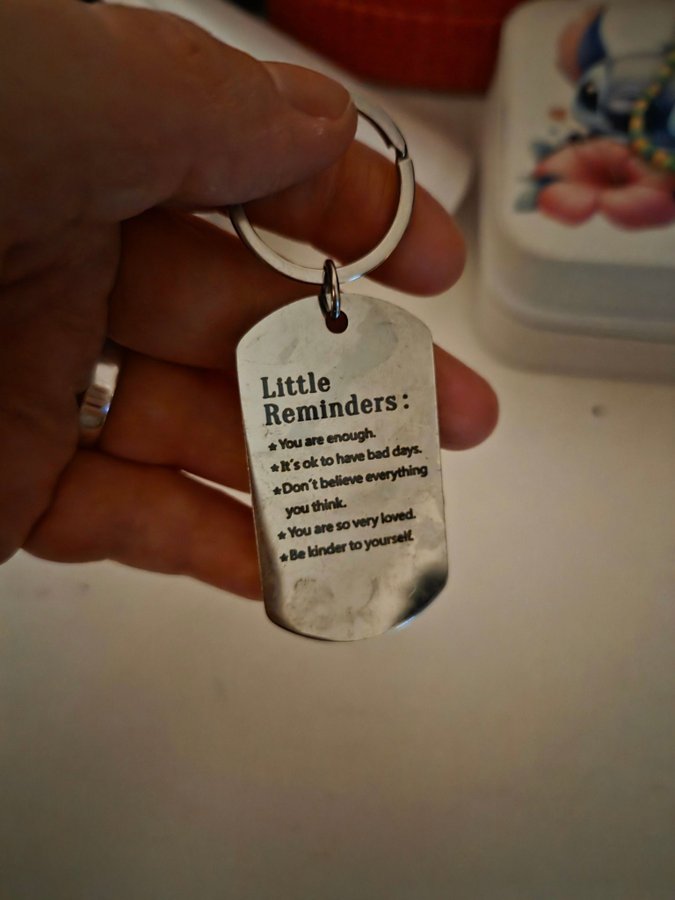 Little
Reminders:
★You are enough.
★It´s ok to have bad days.
★Don´t believe everything
you think.
★You are so very loved.
★Be kinder to yourself.